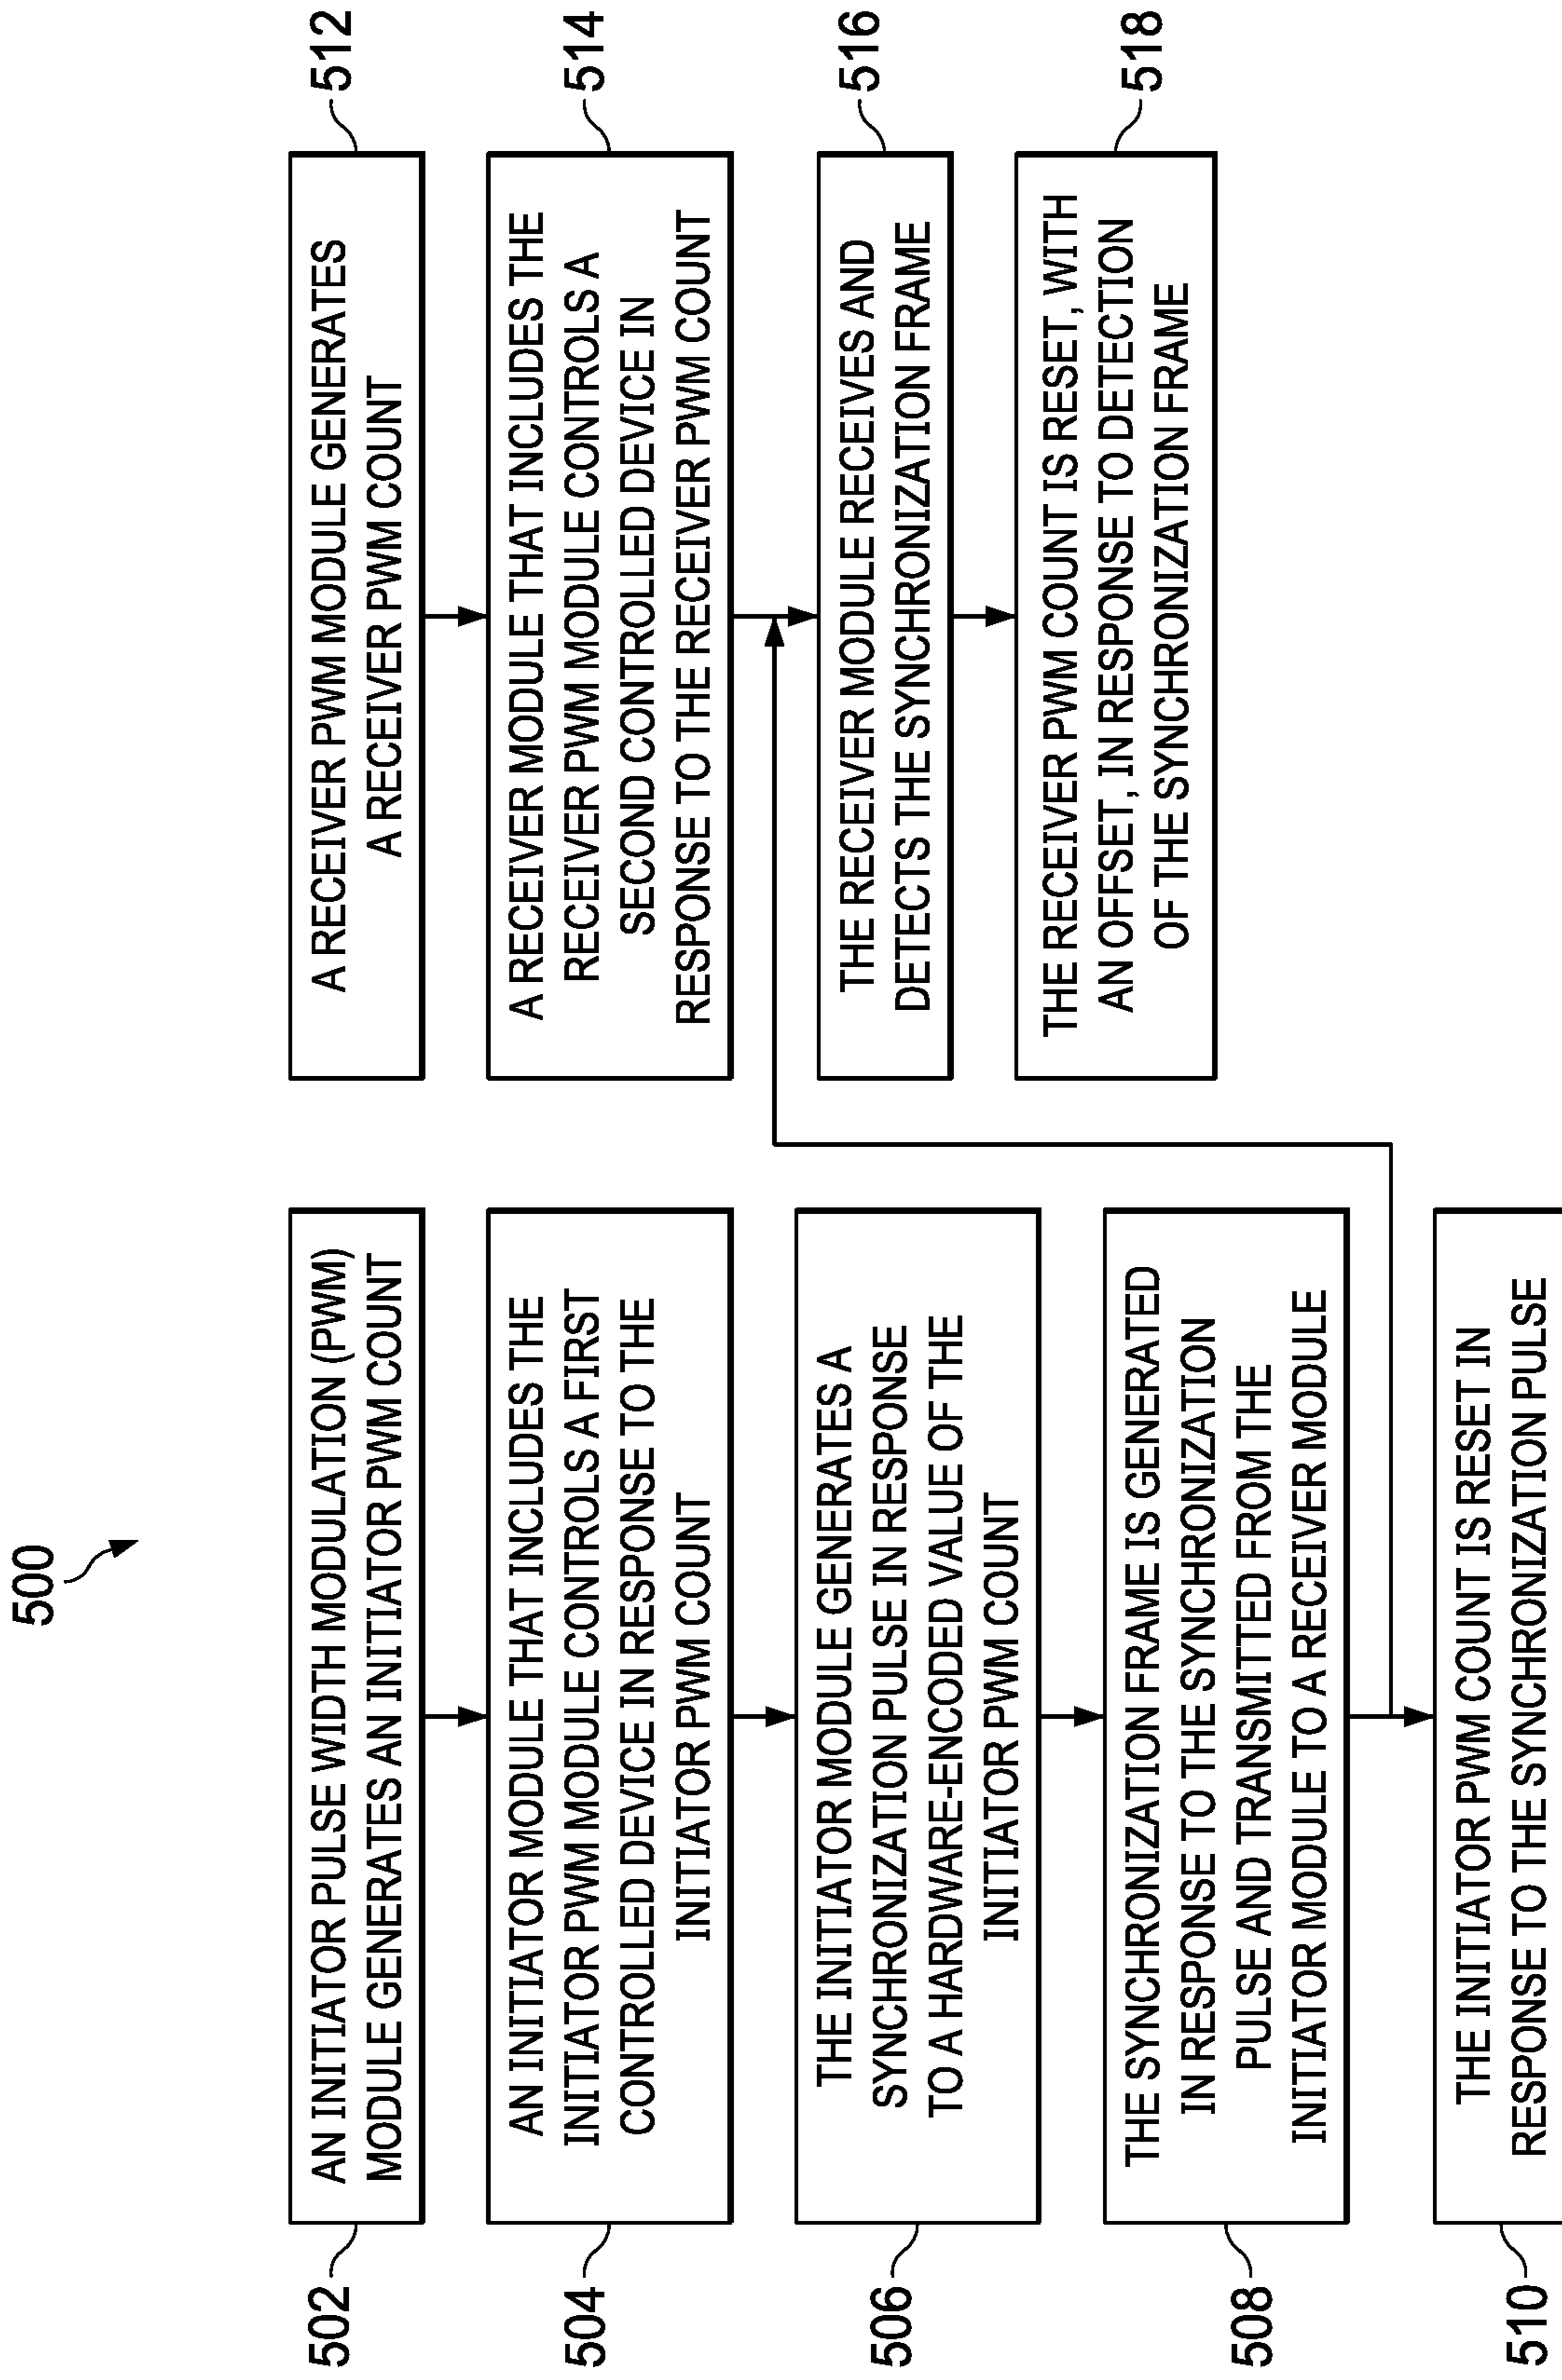 500
502
AN INITIATOR PULSE WIDTH MODULATION (PWM)
MODULE GENERATES AN INITIATOR PWM COUNT
504
AN INITIATOR MODULE THAT INCLUDES THE
INITIATOR PWM MODULE CONTROLS A FIRST
CONTROLLED DEVICE IN RESPONSE TO THE
INITIATOR PWM COUNT
506
THE INITIATOR MODULE GENERATES A
SYNCHRONIZATION PULSE IN RESPONSE
TO A HARDWARE-ENCODED VALUE OF THE
INITIATOR PWM COUNT
508
THE SYNCHRONIZATION FRAME IS GENERATED
IN RESPONSE TO THE SYNCHRONIZATION
PULSE AND TRANSMITTED FROM THE
INITIATOR MODULE TO A RECEIVER MODULE
510
THE INITIATOR PWM COUNT IS RESET IN
RESPONSE TO THE SYNCHRONIZATION PULSE
512
A RECEIVER PWM MODULE GENERATES
A RECEIVER PWM COUNT
514
A RECEIVER MODULE THAT INCLUDES THE
RECEIVER PWM MODULE CONTROLS A
SECOND CONTROLLED DEVICE IN
RESPONSE TO THE RECEIVER PWM COUNT
516
THE RECEIVER MODULE RECEIVES AND
DETECTS THE SYNCHRONIZATION FRAME
518
THE RECEIVER PWM COUNT IS RESET, WITH
AN OFFSET, IN RESPONSE TO DETECTION
OF THE SYNCHRONIZATION FRAME